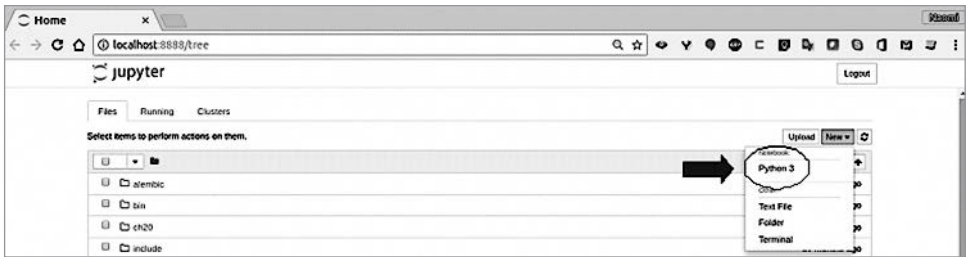 Home
Naomi
localhost:8888/tree
jupyter
Logout
Files Running Clusters
Select items to perform actions on them.
Upload New
Notebook:
Python 3
alembic
ago
Text File
bin
Folder
ch20
Terminal
include